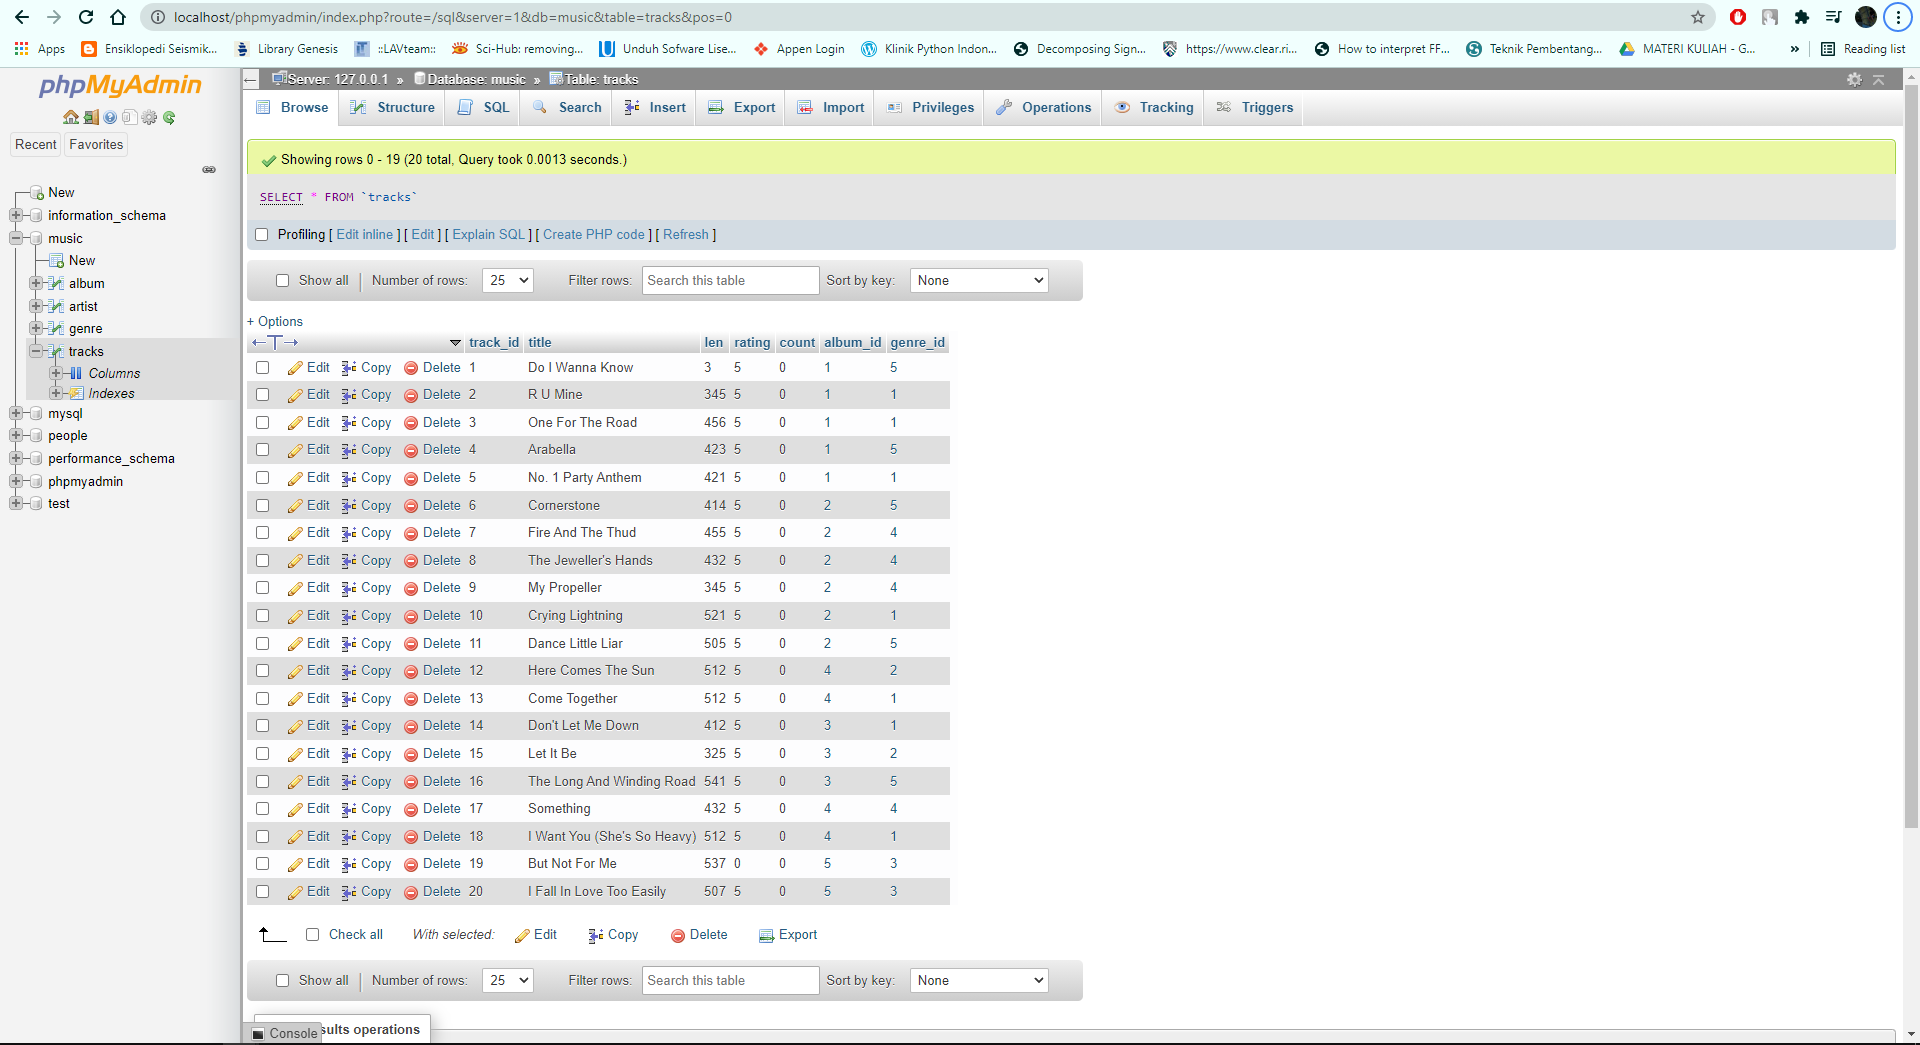 localhost/phpmyadmin/index.php?route=/sql&server=1&db=music&table=tracks&pos=0
Apps Ensiklopedi Seismik... Library Genesis ::LAVteam:: Sci-Hub: removing... Unduh Sofware Lise... Appen Login Klinik Python Indon... Decomposing Sign... https://www.clear.ri... How to interpret FF... Teknik Pembentang... MATERI KULIAH - G... » Reading list
phpMyAdmin
Recent Favorites
New
information_schema
music
New
album
artist
genre
tracks
Columns
Indexes
mysql
people
performance_schema
phpmyadmin
test
Server: 127.0.0.1 » Database: music » Table: tracks
Browse Structure SQL Search Insert Export Import Privileges Operations Tracking Triggers
Showing rows 0 - 19 (20 total, Query took 0.0013 seconds.)
SELECT * FROM `tracks`
Profiling [ Edit inline ] [ Edit ] [ Explain SQL ] [ Create PHP code ] [ Refresh ]
Show all | Number of rows: 25 Filter rows: Search this table Sort by key: None
+ Options
←T→ track_id title len rating count album_id genre_id
Edit Copy Delete 1 Do I Wanna Know 3 5 0 1 5
Edit Copy Delete 2 R U Mine 345 5 0 1 1
Edit Copy Delete 3 One For The Road 456 5 0 1 1
Edit Copy Delete 4 Arabella 423 5 0 1 5
Edit Copy Delete 5 No. 1 Party Anthem 421 5 0 1 1
Edit Copy Delete 6 Cornerstone 414 5 0 2 5
Edit Copy Delete 7 Fire And The Thud 455 5 0 2 4
Edit Copy Delete 8 The Jeweller's Hands 432 5 0 2 4
Edit Copy Delete 9 My Propeller 345 5 0 2 4
Edit Copy Delete 10 Crying Lightning 521 5 0 2 1
Edit Copy Delete 11 Dance Little Liar 505 5 0 2 5
Edit Copy Delete 12 Here Comes The Sun 512 5 0 4 2
Edit Copy Delete 13 Come Together 512 5 0 4 1
Edit Copy Delete 14 Don't Let Me Down 412 5 0 3 1
Edit Copy Delete 15 Let It Be 325 5 0 3 2
Edit Copy Delete 16 The Long And Winding Road 541 5 0 3 5
Edit Copy Delete 17 Something 432 5 0 4 4
Edit Copy Delete 18 I Want You (She's So Heavy) 512 5 0 4 1
Edit Copy Delete 19 But Not For Me 537 0 0 5 3
Edit Copy Delete 20 I Fall In Love Too Easily 507 5 0 5 3
Check all With selected: Edit Copy Delete Export
Show all | Number of rows: 25 Filter rows: Search this table Sort by key: None
Console sults operations